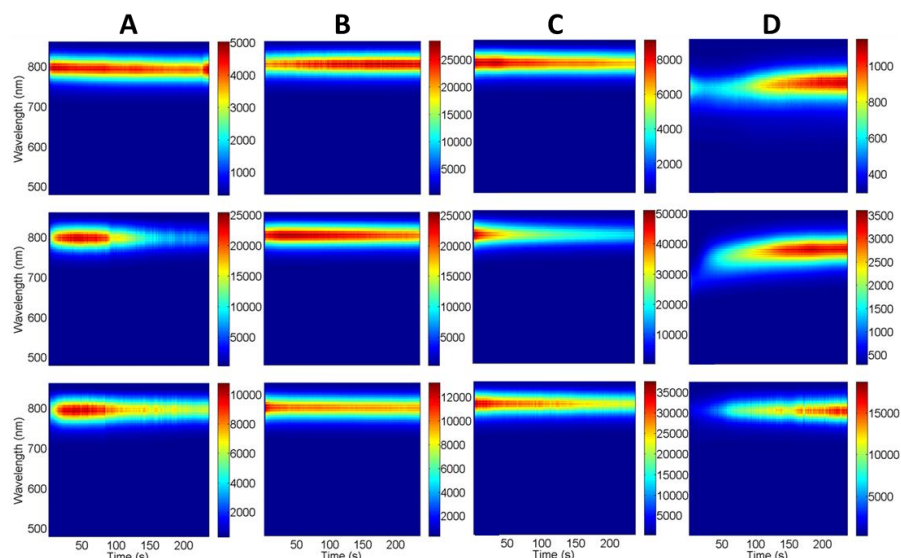 A B C D
Wavelength (nm) 800 700 600 500 5000 4000 3000 2000 1000 25000 20000 15000 10000 5000 8000 6000 4000 2000 1000 800 600 400
Wavelength (nm) 800 700 600 500 25000 20000 15000 10000 5000 25000 20000 15000 10000 5000 50000 40000 30000 20000 10000 3500 3000 2500 2000 1500 1000 500
Wavelength (nm) 800 700 600 500 10000 8000 6000 4000 2000 12000 10000 8000 6000 4000 2000 35000 30000 25000 20000 15000 10000 5000 15000 10000 5000
50 100 150 200 50 100 150 200 50 100 150 200 50 100 150 200
Time (s) Time (s) Time (s) Time (s)